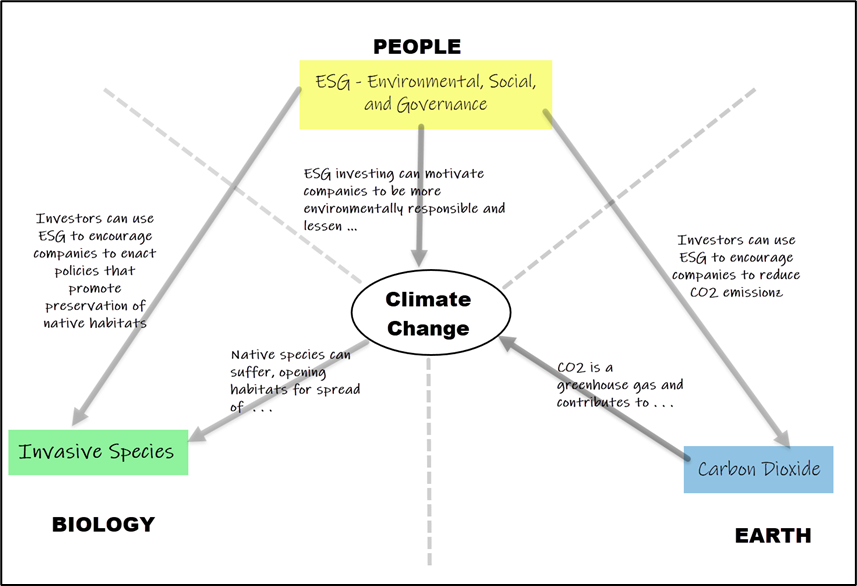 PEOPLE
ESG - Environmental, Social,
and Governance
ESG investing can motivate
companies to be more
environmentally responsible and
lessen ...
Investors can use
ESG to encourage
companies to enact
policies that
promote
preservation of
native habitats
Investors can use
ESG to encourage
companies to reduce
CO2 emissionz
Climate
Change
Native species can
suffer, opening
habitats for spread
of . . .
CO2 is a
greenhouse gas and
contributes to . . .
Invasive Species
Carbon Dioxide
BIOLOGY
EARTH